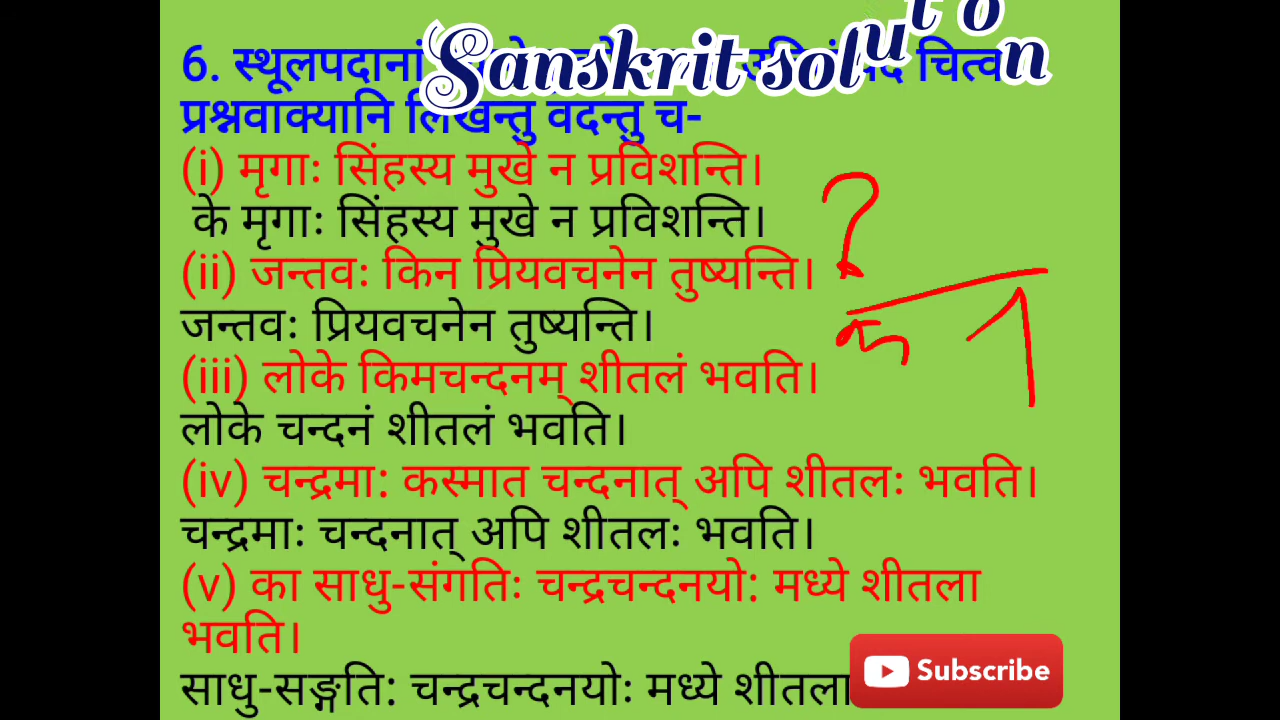 Sanskrit solution
6. स्थूलपदानां चित्व
प्रश्नवाक्यानि लिखन्तु वदन्तु च-
(i) मृगाः सिंहस्य मुखे न प्रविशन्ति।
के मृगाः सिंहस्य मुखे न प्रविशन्ति।
(ii) जन्तवः किन प्रियवचनेन तुष्यन्ति।
जन्तवः प्रियवचनेन तुष्यन्ति।
(iii) लोके किमचन्दनम् शीतलं भवति।
लोके चन्दनं शीतलं भवति।
(iv) चन्द्रमा: कस्मात चन्दनात् अपि शीतलः भवति।
चन्द्रमाः चन्दनात् अपि शीतलः भवति।
(v) का साधु-संगतिः चन्द्रचन्दनयो: मध्ये शीतला
भवति।
साधु-सङ्गति: चन्द्रचन्दनयोः मध्ये शीतला
?
Subscribe